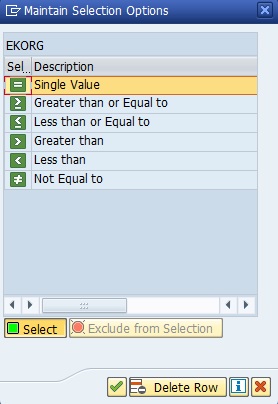 Maintain Selection Options
EKORG
Sel... Description
= Single Value
≥ Greater than or Equal to
≤ Less than or Equal to
> Greater than
< Less than
≠ Not Equal to
Select Exclude from Selection
Delete Row